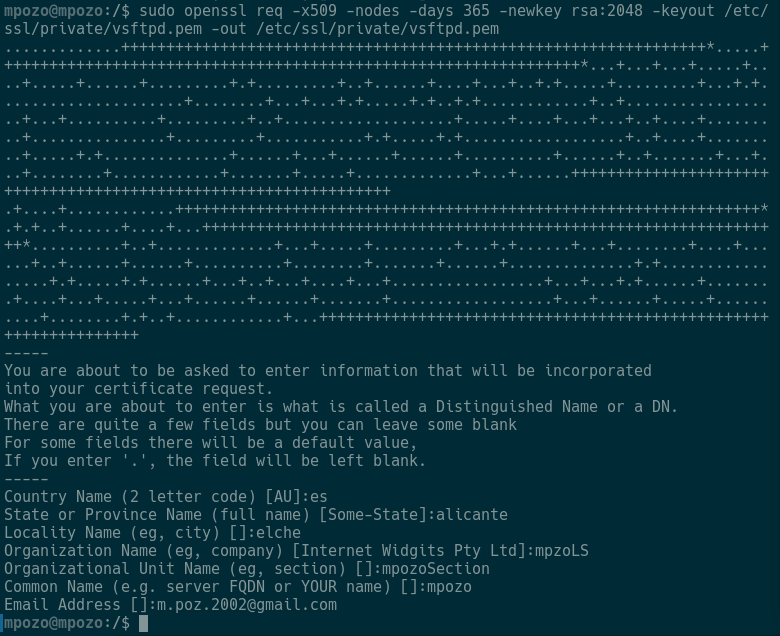 mpozo@mpozo:/$ sudo openssl req -x509 -nodes -days 365 -newkey rsa:2048 -keyout /etc/
ssl/private/vsftpd.pem -out /etc/ssl/private/vsftpd.pem
-----
You are about to be asked to enter information that will be incorporated
into your certificate request.
What you are about to enter is what is called a Distinguished Name or a DN.
There are quite a few fields but you can leave some blank
For some fields there will be a default value,
If you enter '.', the field will be left blank.
-----
Country Name (2 letter code) [AU]:es
State or Province Name (full name) [Some-State]:alicante
Locality Name (eg, city) []:elche
Organization Name (eg, company) [Internet Widgits Pty Ltd]:mpzoLS
Organizational Unit Name (eg, section) []:mpozoSection
Common Name (e.g. server FQDN or YOUR name) []:mpozo
Email Address []:m.poz.2002@gmail.com
mpozo@mpozo:/$